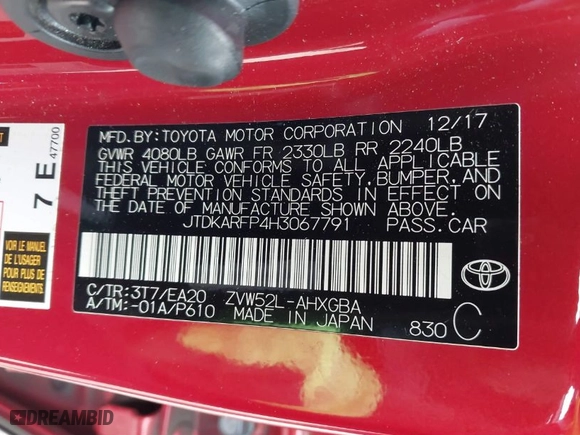 MFD.BY:TOYOTA MOTOR CORPORATION 12/17
GVWR 4080LB GAWR FR 2330LB RR 2240LB
THIS VEHICLE CONFORMS TO ALL APPLICABLE
FEDERAL MOTOR VEHICLE SAFETY,BUMPER,AND
THEFT PREVENTION STANDARDS IN EFFECT ON
THE DATE OF MANUFACTURE SHOWN ABOVE.
JTDKARFP4H3067791 PASS.CAR
C/TR:3T7/EA20 ZVW52L-AHXGBA
A/TM:-01A/P610 MADE IN JAPAN 830 C
TOYOTA
7 E 47700
VOIR LE MANUEL
DE L'USAGER
POUR PLUS DE
RENSEIGNEMENTS
DREAMBID